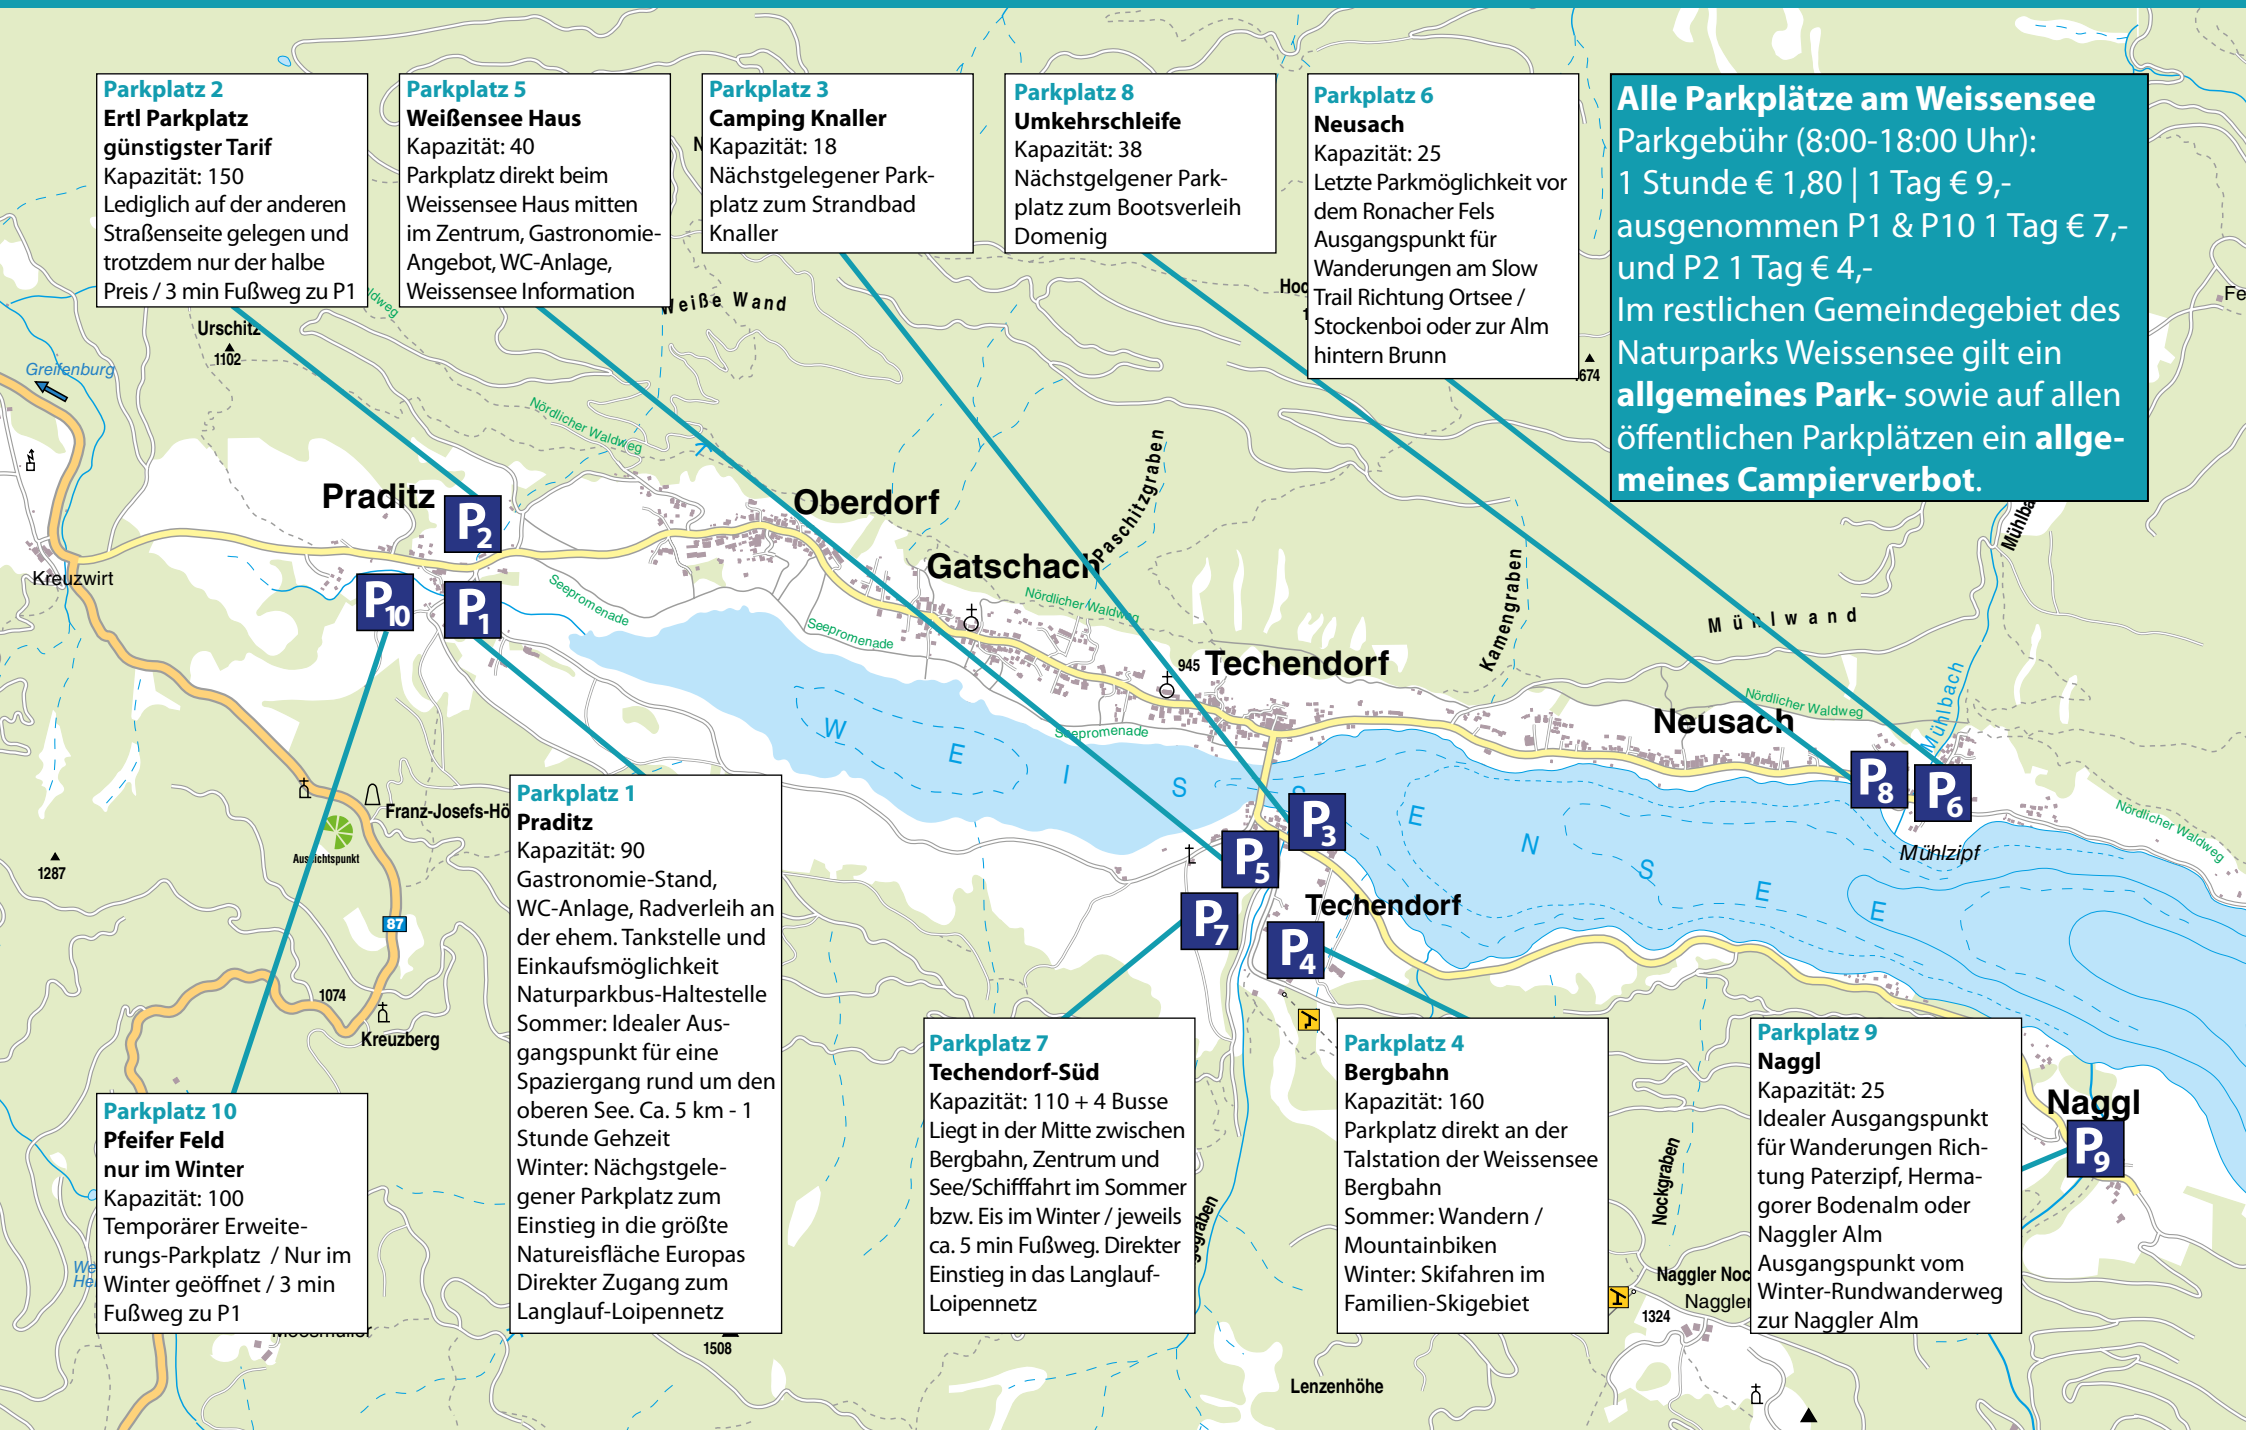 Parkplatz 2
Ertl Parkplatz
günstigster Tarif
Kapazität: 150
Lediglich auf der anderen
Straßenseite gelegen und
trotzdem nur der halbe
Preis / 3 min Fußweg zu P1
Parkplatz 5
Weißensee Haus
Kapazität: 40
Parkplatz direkt beim
Weissensee Haus mitten
im Zentrum, Gastronomie-
Angebot, WC-Anlage,
Weissensee Information
Parkplatz 3
Camping Knaller
Kapazität: 18
Nächstgelegener Park-
platz zum Strandbad
Knaller
Parkplatz 8
Umkehrschleife
Kapazität: 38
Nächstgelgener Park-
platz zum Bootsverleih
Domenig
Parkplatz 6
Neusach
Kapazität: 25
Letzte Parkmöglichkeit vor
dem Ronacher Fels
Ausgangspunkt für
Wanderungen am Slow
Trail Richtung Ortsee /
Stockenboi oder zur Alm
hintern Brunn
Alle Parkplätze am Weissensee
Parkgebühr (8:00-18:00 Uhr):
1 Stunde € 1,80 | 1 Tag € 9,-
ausgenommen P1 & P10 1 Tag € 7,-
und P2 1 Tag € 4,-
Im restlichen Gemeindegebiet des
Naturparks Weissensee gilt ein
allgemeines Park- sowie auf allen
öffentlichen Parkplätzen ein allge-
meines Campierverbot.
Urschitz
1102
Weiße Wand
Greifenburg
Nördlicher Waldweg
Praditz
P2
Oberdorf
Gatschach
Paschitzgraben
Kamengraben
Kreuzwirt
P10
P1
Seepromenade
Seepromenade
Nördlicher Waldweg
Mühlwand
945
Techendorf
Seepromenade
Neusach
Nördlicher Waldweg
Mühlbach
WEISSENSEE
P8
P6
Mühlzipf
Nördlicher Waldweg
P3
P5
P7
P4
Techendorf
Aussichtspunkt
1287
87
1074
Kreuzberg
Parkplatz 1
Praditz
Kapazität: 90
Gastronomie-Stand,
WC-Anlage, Radverleih an
der ehem. Tankstelle und
Einkaufsmöglichkeit
Naturparkbus-Haltestelle
Sommer: Idealer Aus-
gangspunkt für eine
Spaziergang rund um den
oberen See. Ca. 5 km - 1
Stunde Gehzeit
Winter: Nächgstgele-
gener Parkplatz zum
Einstieg in die größte
Natureisfläche Europas
Direkter Zugang zum
Langlauf-Loipennetz
Parkplatz 10
Pfeifer Feld
nur im Winter
Kapazität: 100
Temporärer Erweite-
rungs-Parkplatz / Nur im
Winter geöffnet / 3 min
Fußweg zu P1
Parkplatz 7
Techendorf-Süd
Kapazität: 110 + 4 Busse
Liegt in der Mitte zwischen
Bergbahn, Zentrum und
See/Schifffahrt im Sommer
bzw. Eis im Winter / jeweils
ca. 5 min Fußweg. Direkter
Einstieg in das Langlauf-
Loipennetz
Parkplatz 4
Bergbahn
Kapazität: 160
Parkplatz direkt an der
Talstation der Weissensee
Bergbahn
Sommer: Wandern /
Mountainbiken
Winter: Skifahren im
Familien-Skigebiet
Nockgraben
Naggler
1324
Parkplatz 9
Naggl
Kapazität: 25
Idealer Ausgangspunkt
für Wanderungen Rich-
tung Paterzipf, Herma-
gorer Bodenalm oder
Naggler Alm
Ausgangspunkt vom
Winter-Rundwanderweg
zur Naggler Alm
Naggl
P9
1508
Lenzenhöhe